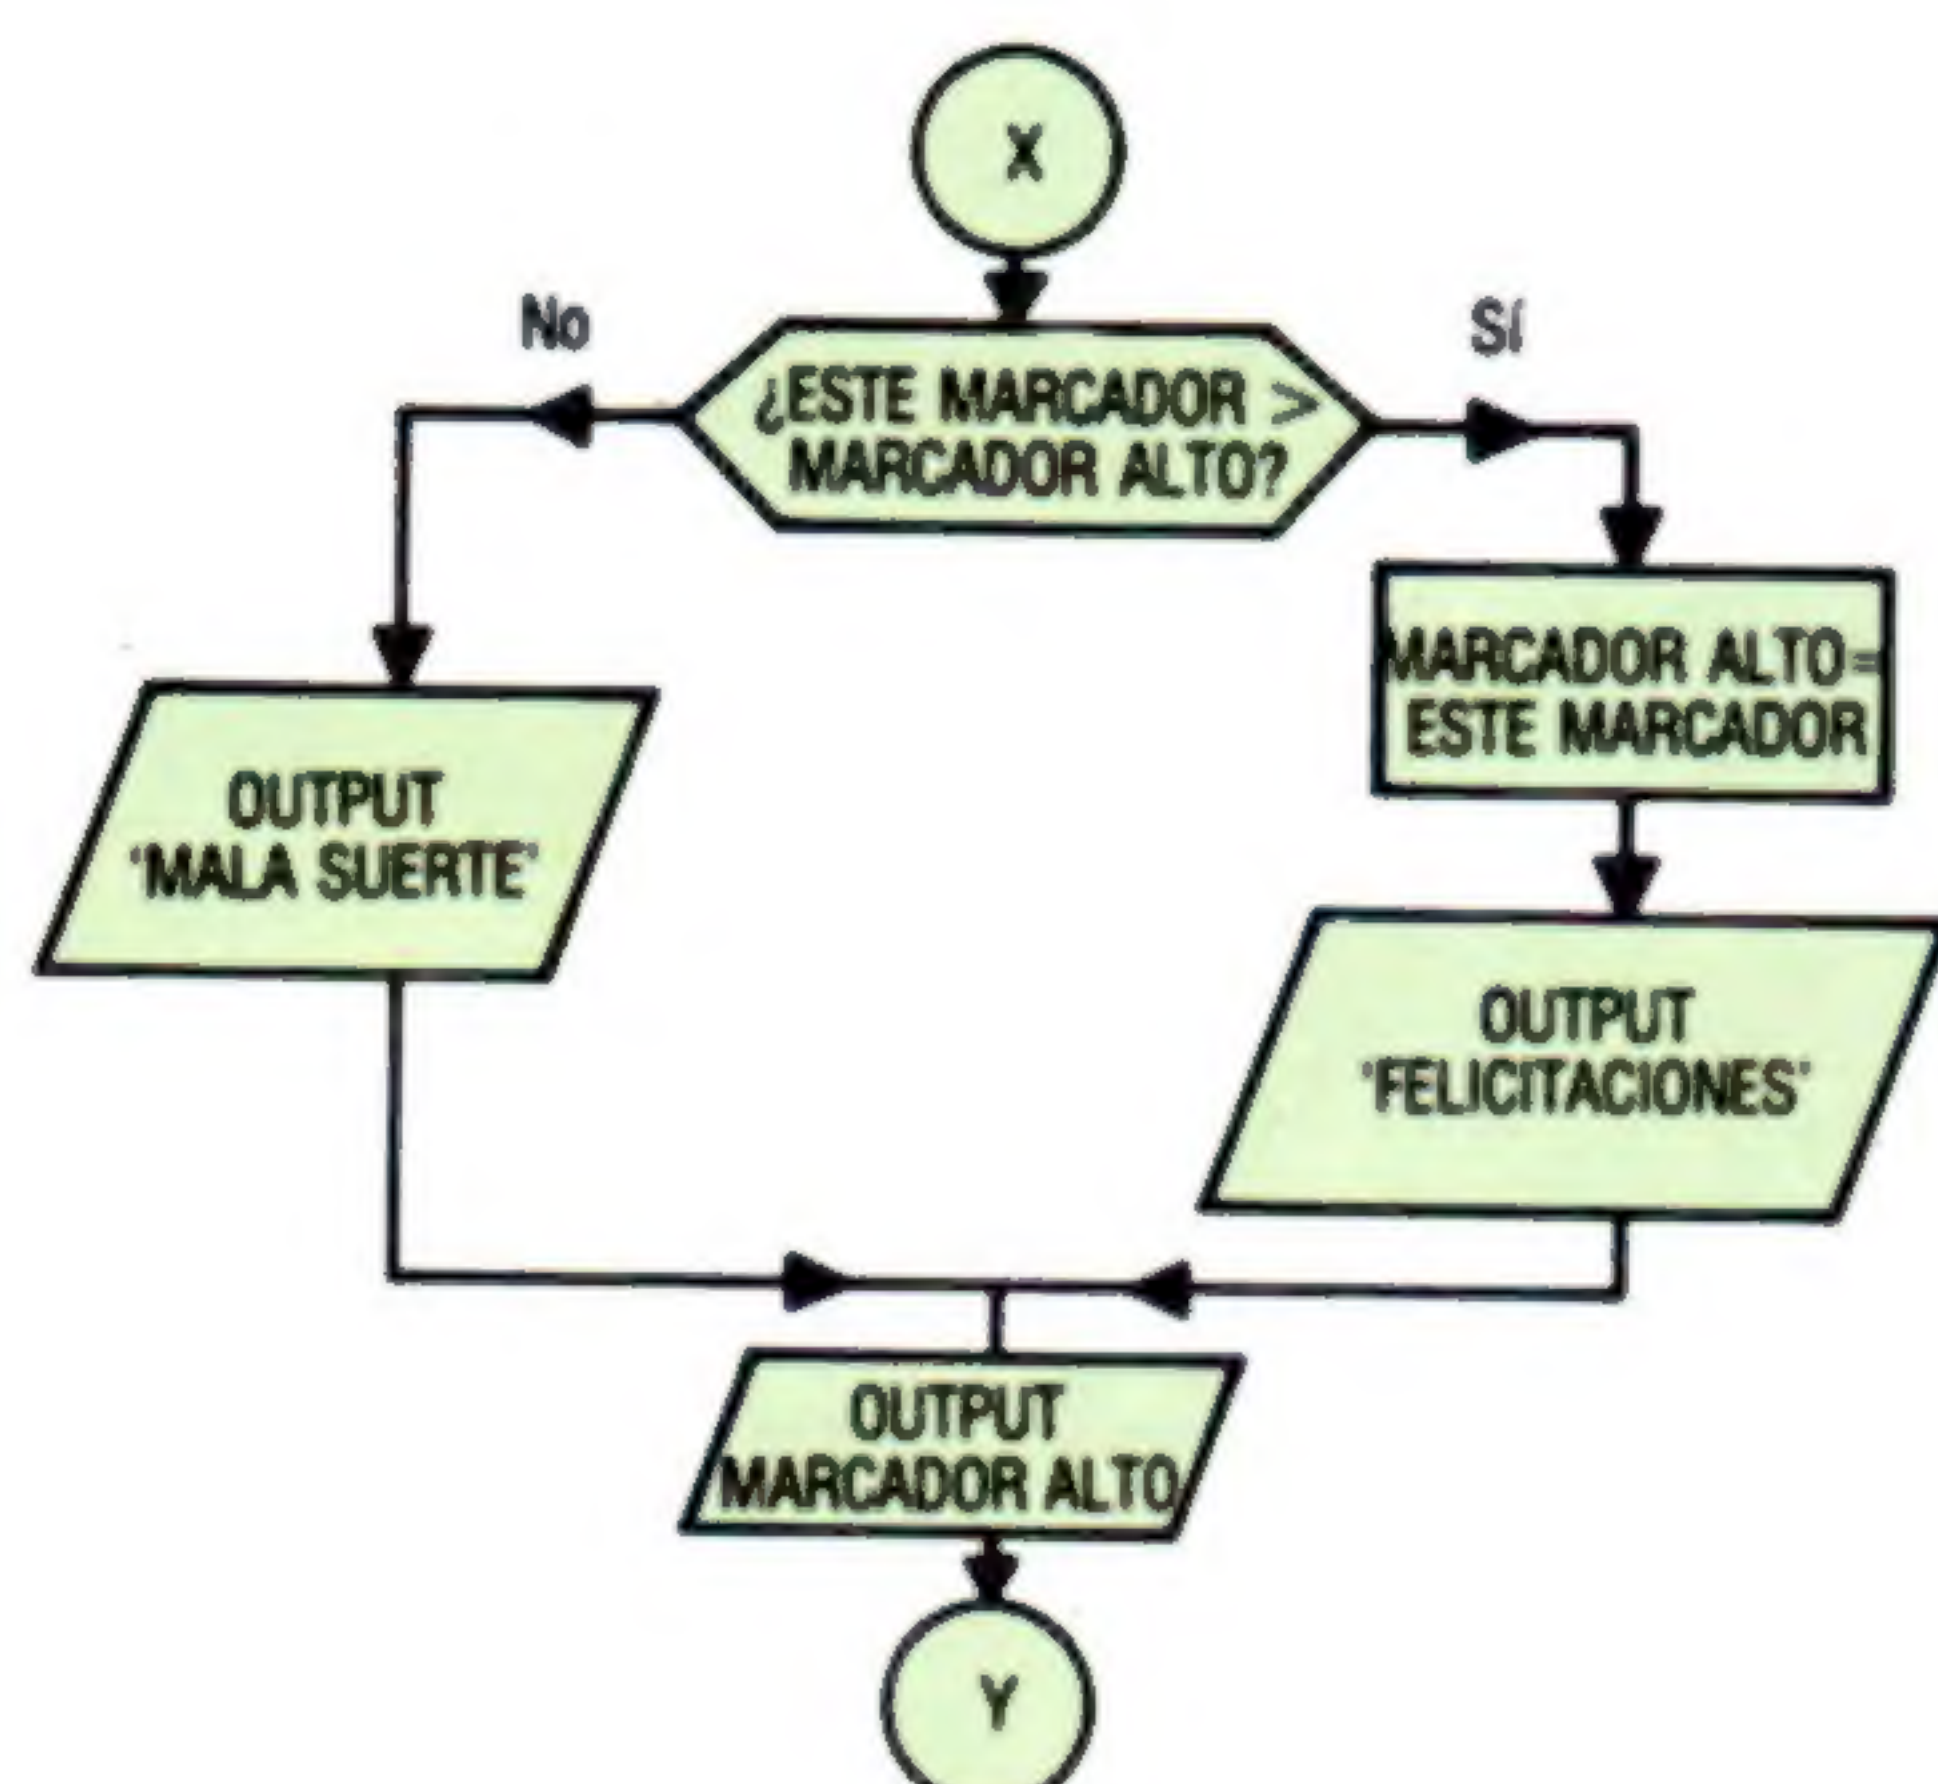 X
No
Sí
¿ESTE MARCADOR >
MARCADOR ALTO?
MARCADOR ALTO=
ESTE MARCADOR
OUTPUT
'MALA SUERTE'
OUTPUT
'FELICITACIONES'
OUTPUT
MARCADOR ALTO
Y